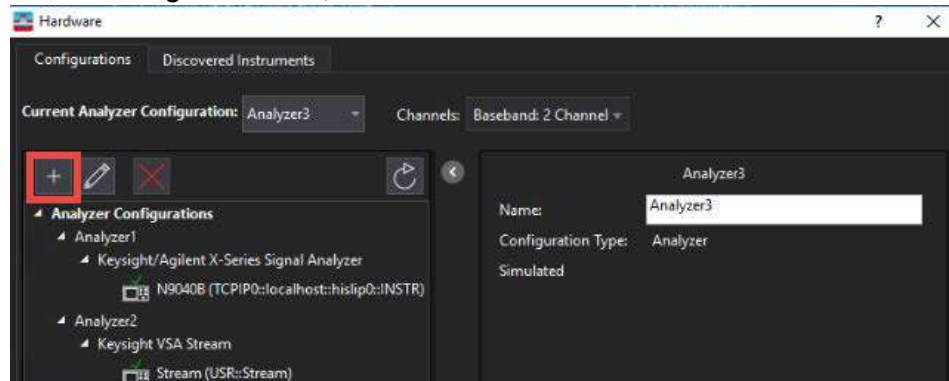 Hardware
Configurations Discovered Instruments
Current Analyzer Configuration: Analyzer3 Channels: Baseband: 2 Channel
Analyzer3
Analyzer Configurations
Name: Analyzer3
Analyzer1
Configuration Type: Analyzer
Keysight/Agilent X-Series Signal Analyzer
Simulated
N9040B (TCPIP0::localhost::hislip0::INSTR)
Analyzer2
Keysight VSA Stream
Stream (USR::Stream)